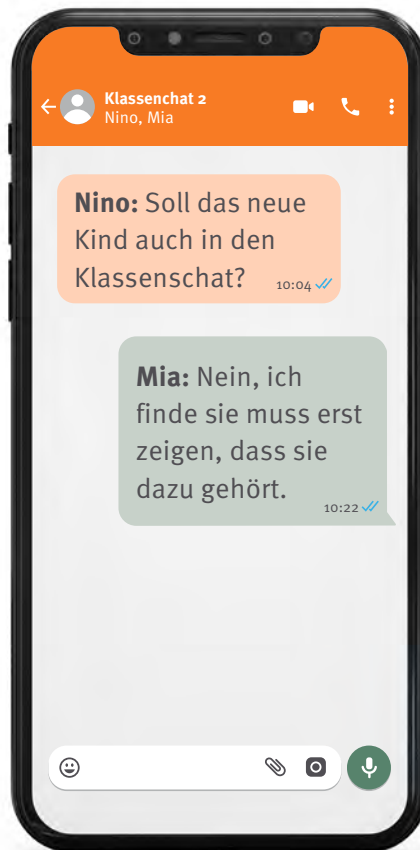 Klassenchat 2
Nino, Mia
Nino: Soll das neue
Kind auch in den
Klassenschat?
10:04
Mia: Nein, ich
finde sie muss erst
zeigen, dass sie
dazu gehört.
10:22